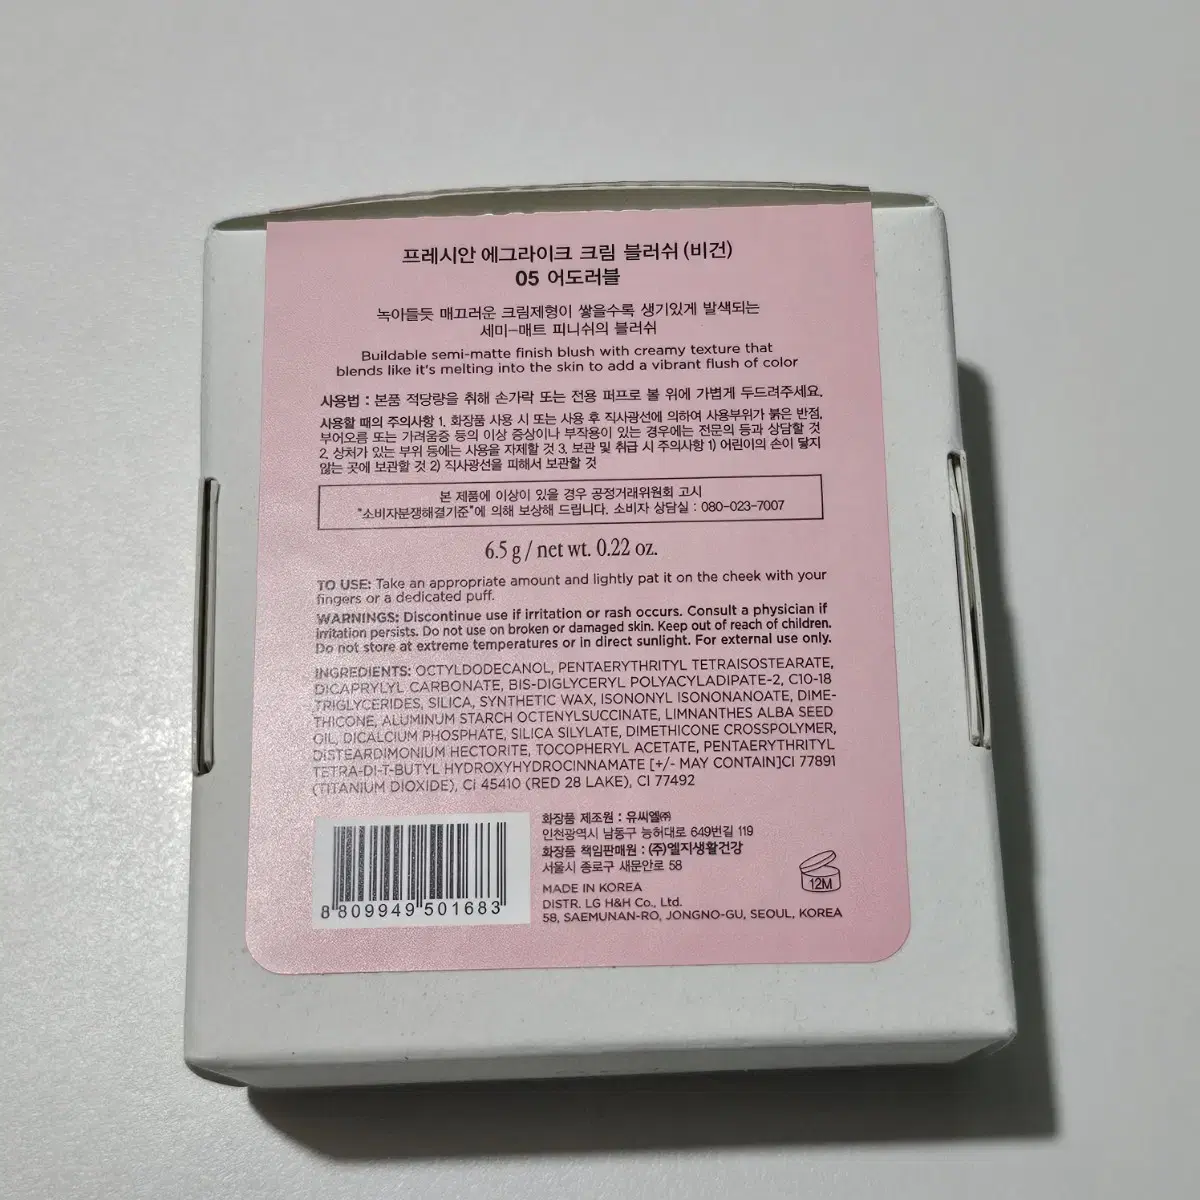 프레시안 에그라이크 크림 블러쉬 (비건)
05 어도러블
녹아들듯 매끄러운 크림제형이 쌓을수록 생기있게 발색되는
세미-매트 피니쉬의 블러쉬
Buildable semi-matte finish blush with creamy texture that
blends like it's melting into the skin to add a vibrant flush of color
사용법 : 본품 적당량을 취해 손가락 또는 전용 퍼프로 볼 위에 가볍게 두드려주세요.
사용할 때의 주의사항 1. 화장품 사용 시 또는 사용 후 직사광선에 의하여 사용부위가 붉은 반점,
부어오름 또는 가려움증 등의 이상 증상이나 부작용이 있는 경우에는 전문의 등과 상담할 것
2. 상처가 있는 부위 등에는 사용을 자제할 것 3. 보관 및 취급 시 주의사항 1) 어린이의 손이 닿지
않는 곳에 보관할 것 2) 직사광선을 피해서 보관할 것
본 제품에 이상이 있을 경우 공정거래위원회 고시
"소비자분쟁해결기준"에 의해 보상해 드립니다. 소비자 상담실 : 080-023-7007
6.5 g / net wt. 0.22 oz.
TO USE: Take an appropriate amount and lightly pat it on the cheek with your
fingers or a dedicated puff.
WARNINGS: Discontinue use if irritation or rash occurs. Consult a physician if
irritation persists. Do not use on broken or damaged skin. Keep out of reach of children.
Do not store at extreme temperatures or in direct sunlight. For external use only.
INGREDIENTS: OCTYLDODECANOL, PENTAERYTHRITYL TETRAISOSTEARATE,
DICAPRYLYL CARBONATE, BIS-DIGLYCERYL POLYACYLADIPATE-2, C10-18
TRIGLYCERIDES, SILICA, SYNTHETIC WAX, ISONONYL ISONONANOATE, DIME-
THICONE, ALUMINUM STARCH OCTENYLSUCCINATE, LIMNANTHES ALBA SEED
OIL, DICALCIUM PHOSPHATE, SILICA SILYLATE, DIMETHICONE CROSSPOLYMER,
DISTEARDIMONIUM HECTORITE, TOCOPHERYL ACETATE, PENTAERYTHRITYL
TETRA-DI-T-BUTYL HYDROXYHYDROCINNAMATE [+/- MAY CONTAIN]CI 77891
(TITANIUM DIOXIDE), CI 45410 (RED 28 LAKE), CI 77492
화장품 제조원 : 유씨엘㈜
인천광역시 남동구 능허대로 649번길 119
화장품 책임판매원 : (주)엘지생활건강
서울시 종로구 새문안로 58
MADE IN KOREA
DISTR. LG H&H Co., Ltd.
58, SAEMUNAN-RO, JONGNO-GU, SEOUL, KOREA
12M
8 809949 501683